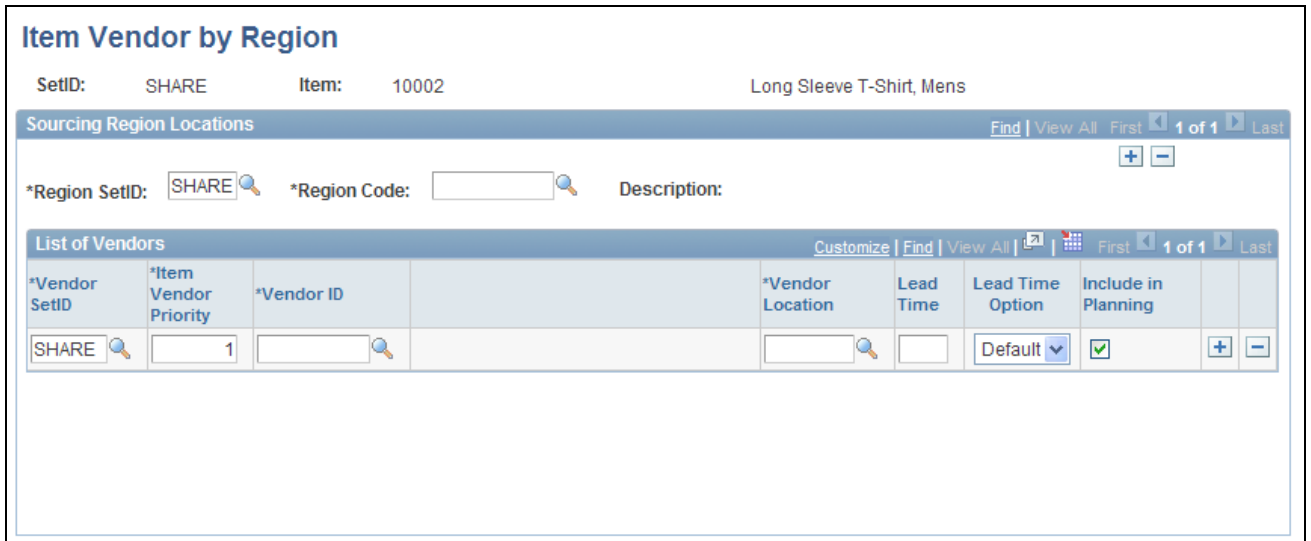 Item Vendor by Region
SetID: SHARE Item: 10002 Long Sleeve T-Shirt, Mens
Sourcing Region Locations Find | View All First 1 of 1 Last
*Region SetID: SHARE *Region Code: Description:
List of Vendors Customize | Find | View All | | First 1 of 1 Last
*Vendor SetID *Item Vendor Priority *Vendor ID *Vendor Location Lead Time Lead Time Option Include in Planning
SHARE 1 Default